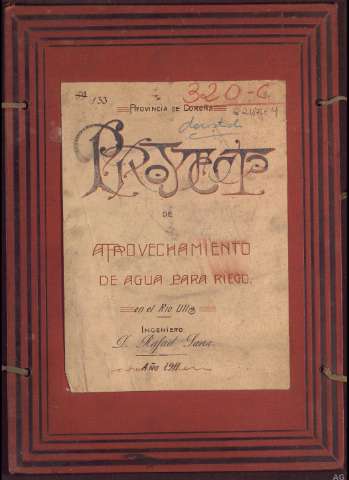 133
320-C
Provincia de Coruña
Proyecto
DE
APROVECHAMIENTO
DE AGUA PARA RIEGO.
en el Rio Ulla
INGENIERO
D. Rafael Sanz
Año 1911
AG